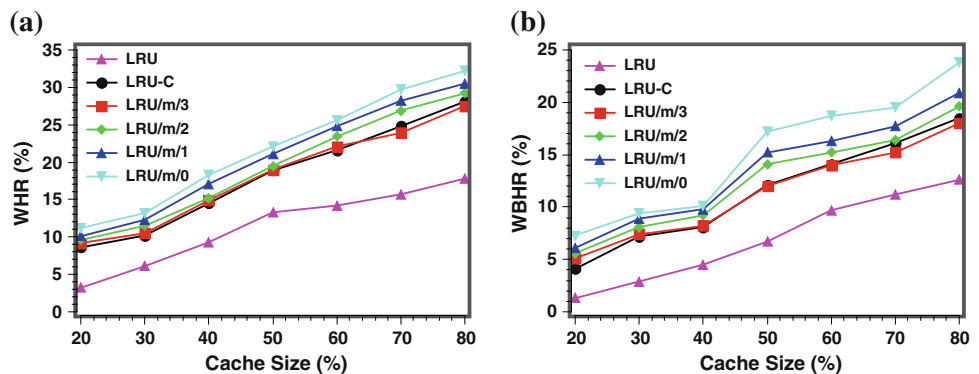 (a)
WHR (%)
35
30
25
20
15
10
5
0
LRU
LRU-C
LRU/m/3
LRU/m/2
LRU/m/1
LRU/m/0
20 30 40 50 60 70 80
Cache Size (%)
(b)
WBHR (%)
25
20
15
10
5
0
LRU
LRU-C
LRU/m/3
LRU/m/2
LRU/m/1
LRU/m/0
20 30 40 50 60 70 80
Cache Size (%)